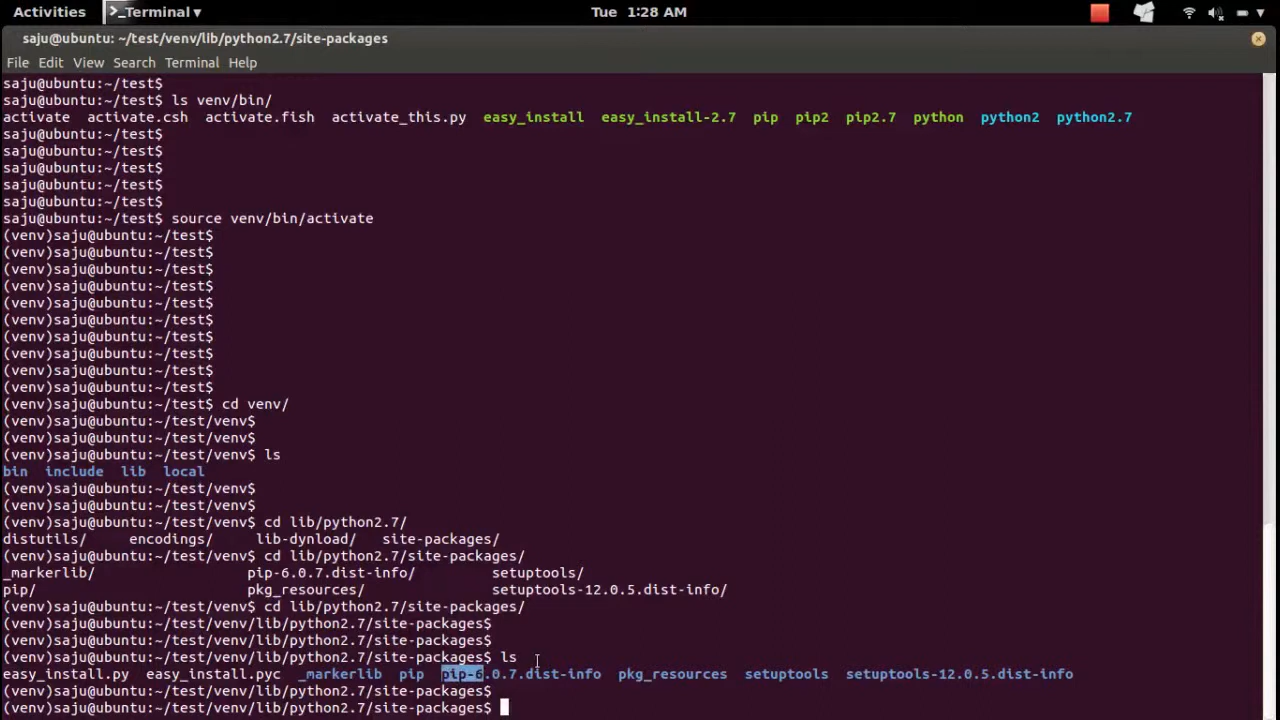 Activities >_Terminal ▾ Tue 1:28 AM
saju@ubuntu: ~/test/venv/lib/python2.7/site-packages
File Edit View Search Terminal Help
saju@ubuntu:~/test$
saju@ubuntu:~/test$ ls venv/bin/
activate activate.csh activate.fish activate_this.py easy_install easy_install-2.7 pip pip2 pip2.7 python python2 python2.7
saju@ubuntu:~/test$
saju@ubuntu:~/test$
saju@ubuntu:~/test$
saju@ubuntu:~/test$
saju@ubuntu:~/test$
saju@ubuntu:~/test$ source venv/bin/activate
(venv)saju@ubuntu:~/test$
(venv)saju@ubuntu:~/test$
(venv)saju@ubuntu:~/test$
(venv)saju@ubuntu:~/test$
(venv)saju@ubuntu:~/test$
(venv)saju@ubuntu:~/test$
(venv)saju@ubuntu:~/test$
(venv)saju@ubuntu:~/test$
(venv)saju@ubuntu:~/test$
(venv)saju@ubuntu:~/test$
(venv)saju@ubuntu:~/test$ cd venv/
(venv)saju@ubuntu:~/test/venv$
(venv)saju@ubuntu:~/test/venv$
(venv)saju@ubuntu:~/test/venv$ ls
bin include lib local
(venv)saju@ubuntu:~/test/venv$
(venv)saju@ubuntu:~/test/venv$
(venv)saju@ubuntu:~/test/venv$ cd lib/python2.7/
distutils/ encodings/ lib-dynload/ site-packages/
(venv)saju@ubuntu:~/test/venv$ cd lib/python2.7/site-packages/
_markerlib/ pip-6.0.7.dist-info/ setuptools/
pip/ pkg_resources/ setuptools-12.0.5.dist-info/
(venv)saju@ubuntu:~/test/venv$ cd lib/python2.7/site-packages/
(venv)saju@ubuntu:~/test/venv/lib/python2.7/site-packages$
(venv)saju@ubuntu:~/test/venv/lib/python2.7/site-packages$
(venv)saju@ubuntu:~/test/venv/lib/python2.7/site-packages$ ls
easy_install.py easy_install.pyc _markerlib pip pip-6.0.7.dist-info pkg_resources setuptools setuptools-12.0.5.dist-info
(venv)saju@ubuntu:~/test/venv/lib/python2.7/site-packages$
(venv)saju@ubuntu:~/test/venv/lib/python2.7/site-packages$